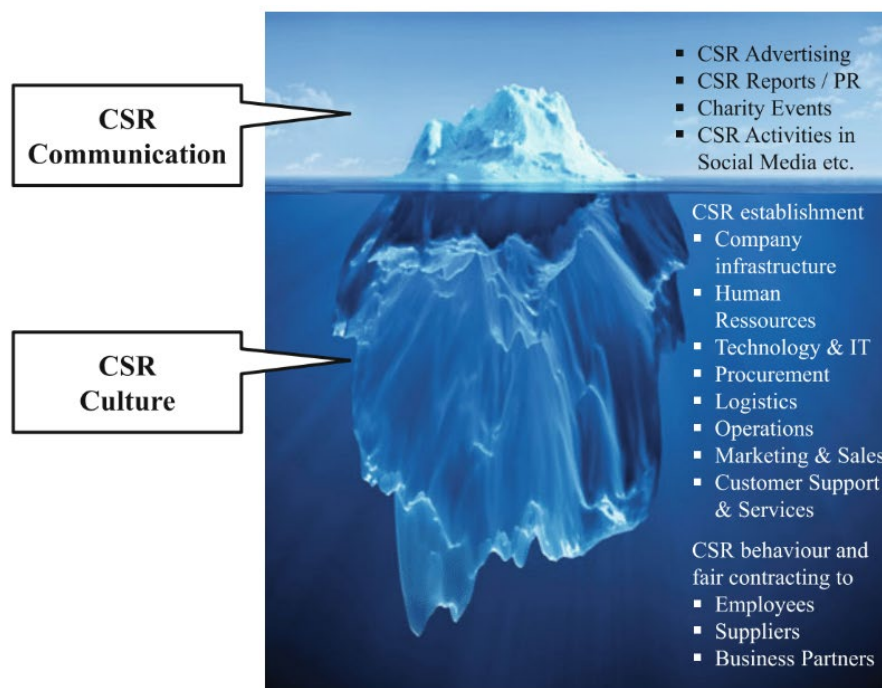 CSR
Communication
▪ CSR Advertising
▪ CSR Reports / PR
▪ Charity Events
▪ CSR Activities in
Social Media etc.
CSR
Culture
CSR establishment
▪ Company
infrastructure
▪ Human
Ressources
▪ Technology & IT
▪ Procurement
▪ Logistics
▪ Operations
▪ Marketing & Sales
▪ Customer Support
& Services
CSR behaviour and
fair contracting to
▪ Employees
▪ Suppliers
▪ Business Partners